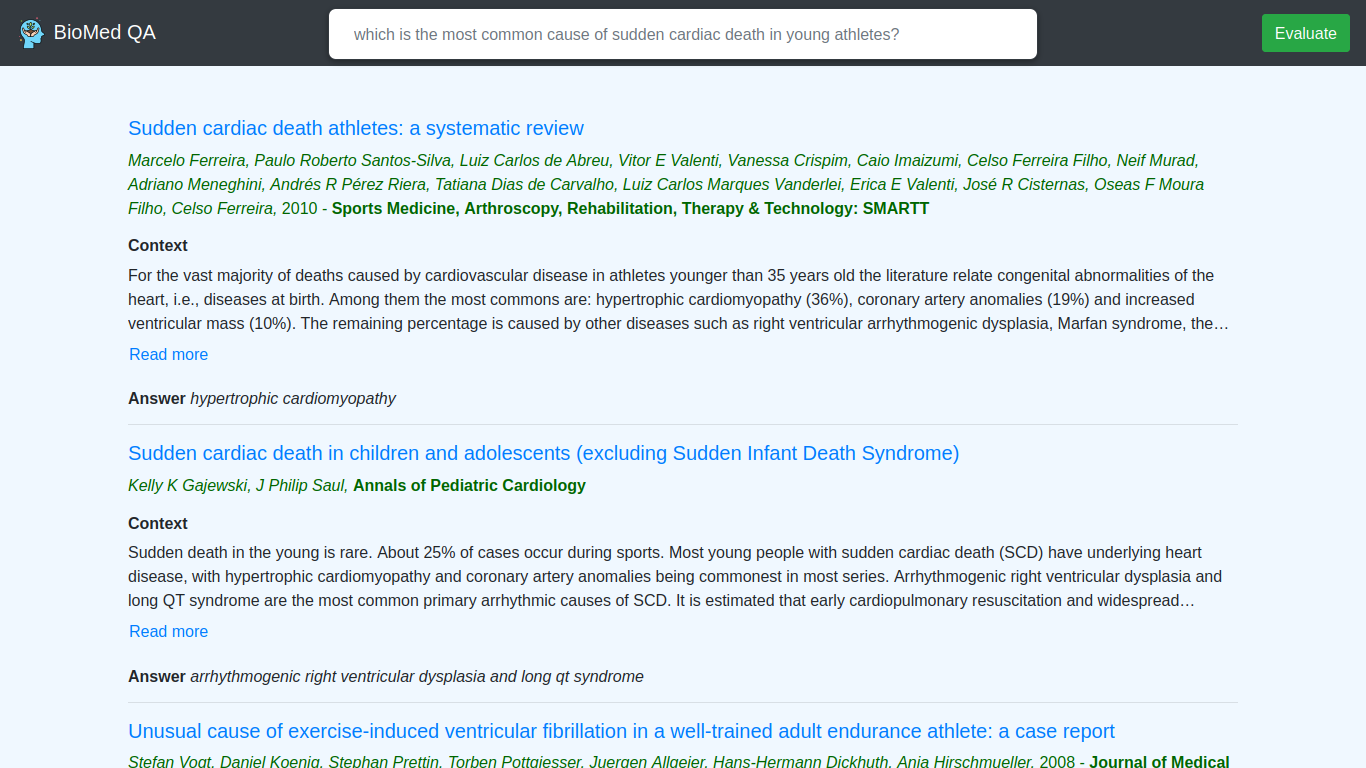 BioMed QA
which is the most common cause of sudden cardiac death in young athletes?
Evaluate
Sudden cardiac death athletes: a systematic review
Marcelo Ferreira, Paulo Roberto Santos-Silva, Luiz Carlos de Abreu, Vitor E Valenti, Vanessa Crispim, Caio Imaizumi, Celso Ferreira Filho, Neif Murad,
Adriano Meneghini, Andrés R Pérez Riera, Tatiana Dias de Carvalho, Luiz Carlos Marques Vanderlei, Erica E Valenti, José R Cisternas, Oseas F Moura
Filho, Celso Ferreira, 2010 - Sports Medicine, Arthroscopy, Rehabilitation, Therapy & Technology: SMARTT
Context
For the vast majority of deaths caused by cardiovascular disease in athletes younger than 35 years old the literature relate congenital abnormalities of the
heart, i.e., diseases at birth. Among them the most commons are: hypertrophic cardiomyopathy (36%), coronary artery anomalies (19%) and increased
ventricular mass (10%). The remaining percentage is caused by other diseases such as right ventricular arrhythmogenic dysplasia, Marfan syndrome, the…
Read more
Answer hypertrophic cardiomyopathy
Sudden cardiac death in children and adolescents (excluding Sudden Infant Death Syndrome)
Kelly K Gajewski, J Philip Saul, Annals of Pediatric Cardiology
Context
Sudden death in the young is rare. About 25% of cases occur during sports. Most young people with sudden cardiac death (SCD) have underlying heart
disease, with hypertrophic cardiomyopathy and coronary artery anomalies being commonest in most series. Arrhythmogenic right ventricular dysplasia and
long QT syndrome are the most common primary arrhythmic causes of SCD. It is estimated that early cardiopulmonary resuscitation and widespread…
Read more
Answer arrhythmogenic right ventricular dysplasia and long qt syndrome
Unusual cause of exercise-induced ventricular fibrillation in a well-trained adult endurance athlete: a case report
Stefan Vogt, Daniel Koenig, Stephan Prettin, Torben Pottgiesser, Juergen Allgeier, Hans-Hermann Dickhuth, Anja Hirschmueller, 2008 - Journal of Medical